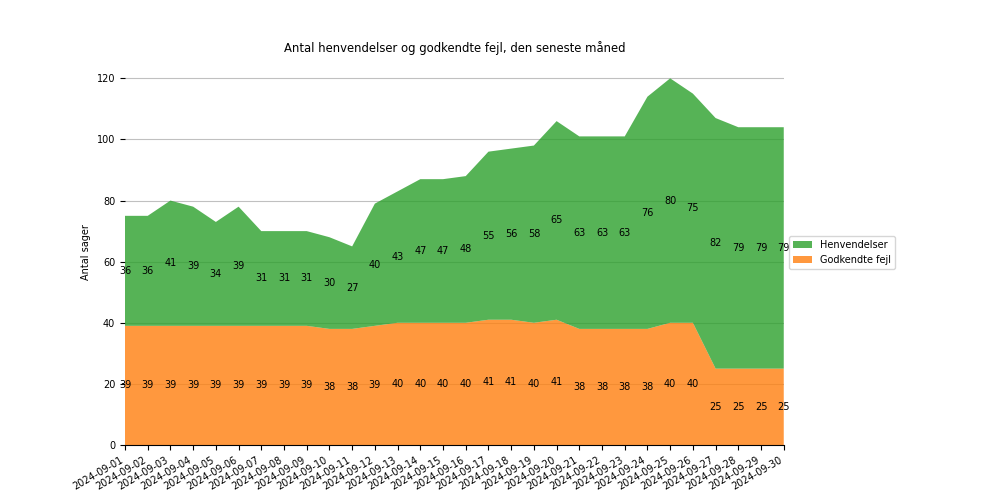 Antal henvendelser og godkendte fejl, den seneste måned
120
100
80
60
40
20
0
Antal sager
36 36 41 39 34 39 31 31 31 30 27 40 43 47 47 48 55 56 58 65 63 63 63 76 80 75 82 79 79 79
39 39 39 39 39 39 39 39 39 38 38 39 40 40 40 40 41 41 40 41 38 38 38 38 40 40 25 25 25 25
Henvendelser
Godkendte fejl
2024-09-01 2024-09-02 2024-09-03 2024-09-04 2024-09-05 2024-09-06 2024-09-07 2024-09-08 2024-09-09 2024-09-10 2024-09-11 2024-09-12 2024-09-13 2024-09-14 2024-09-15 2024-09-16 2024-09-17 2024-09-18 2024-09-19 2024-09-20 2024-09-21 2024-09-22 2024-09-23 2024-09-24 2024-09-25 2024-09-26 2024-09-27 2024-09-28 2024-09-29 2024-09-30